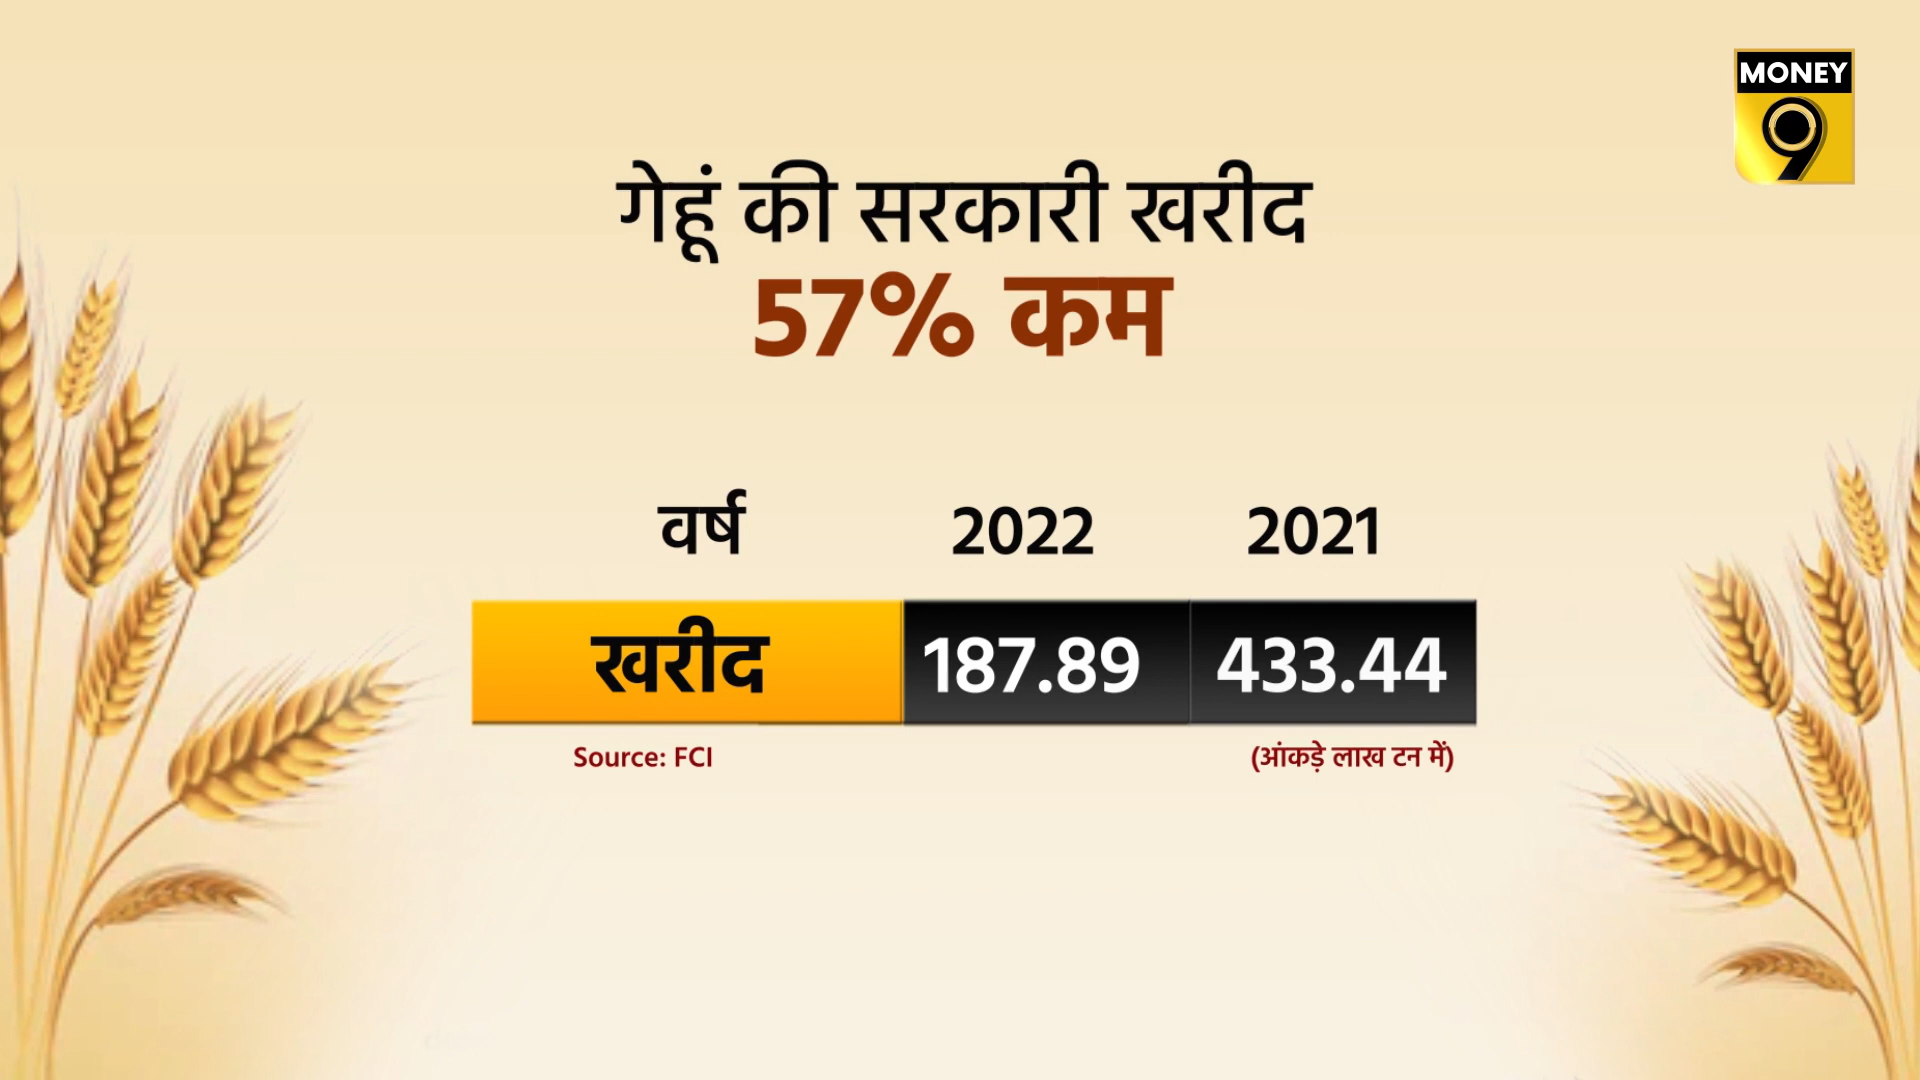 MONEY
9
गेहूं की सरकारी खरीद
57% कम
वर्ष 2022 2021
खरीद 187.89 433.44
Source: FCI (आंकड़े लाख टन में)